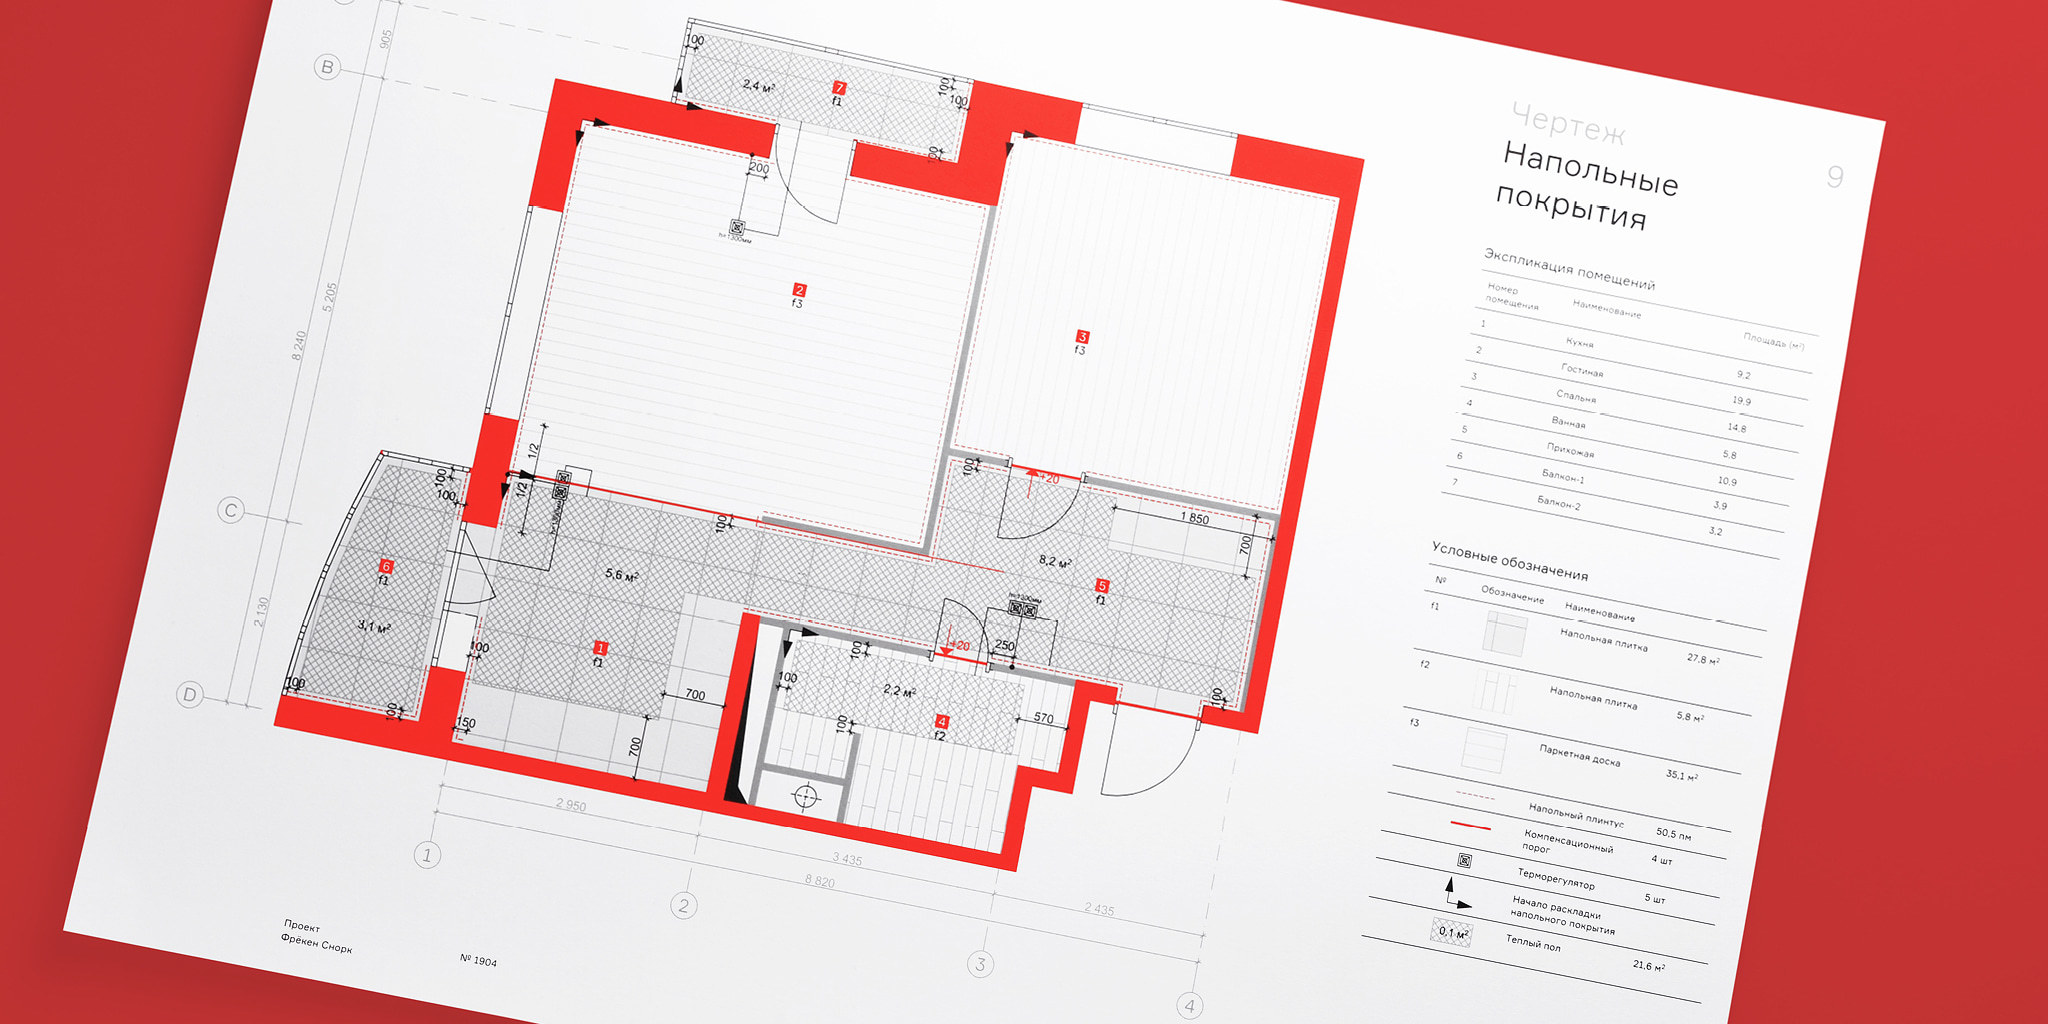 Чертеж
Напольные
покрытия
9
Экспликация помещений
Номер
помещения
Наименование
Площадь (м²)
1 Кухня 9.2
2 Гостиная 19.9
3 Спальня 14.8
4 Ванная 5.8
5 Прихожая 10.9
6 Балкон-1 3.9
7 Балкон-2 3.2
Условные обозначения
№ Обозначение Наименование
f1 Напольная плитка 27,8 м²
f2 Напольная плитка 5,8 м²
f3 Паркетная доска 35,1 м²
Напольный плинтус 50,5 пм
Компенсационный
порог
4 шт
Терморегулятор 5 шт
Начало раскладки
напольного покрытия
0,1 м² Теплый пол 21,6 м²
B
C
D
905
5 205
8 240
2 130
100
2,4 м²
7
f1
100
100
100
200
h=1300мм
2
f3
3
f3
1/2
1/2
h=1300мм
100
100
6
f1
3,1 м²
100
100
100
5,6 м²
100
1
f1
150
700
700
100
+20
1 850
700
8,2 м²
5
f1
h=1300мм
+20
250
100
100
100
2,2 м²
4
f2
570
100
2 950
3 435
8 820
2 435
1
2
3
4
Проект
Фрёкен Снорк
№ 1904